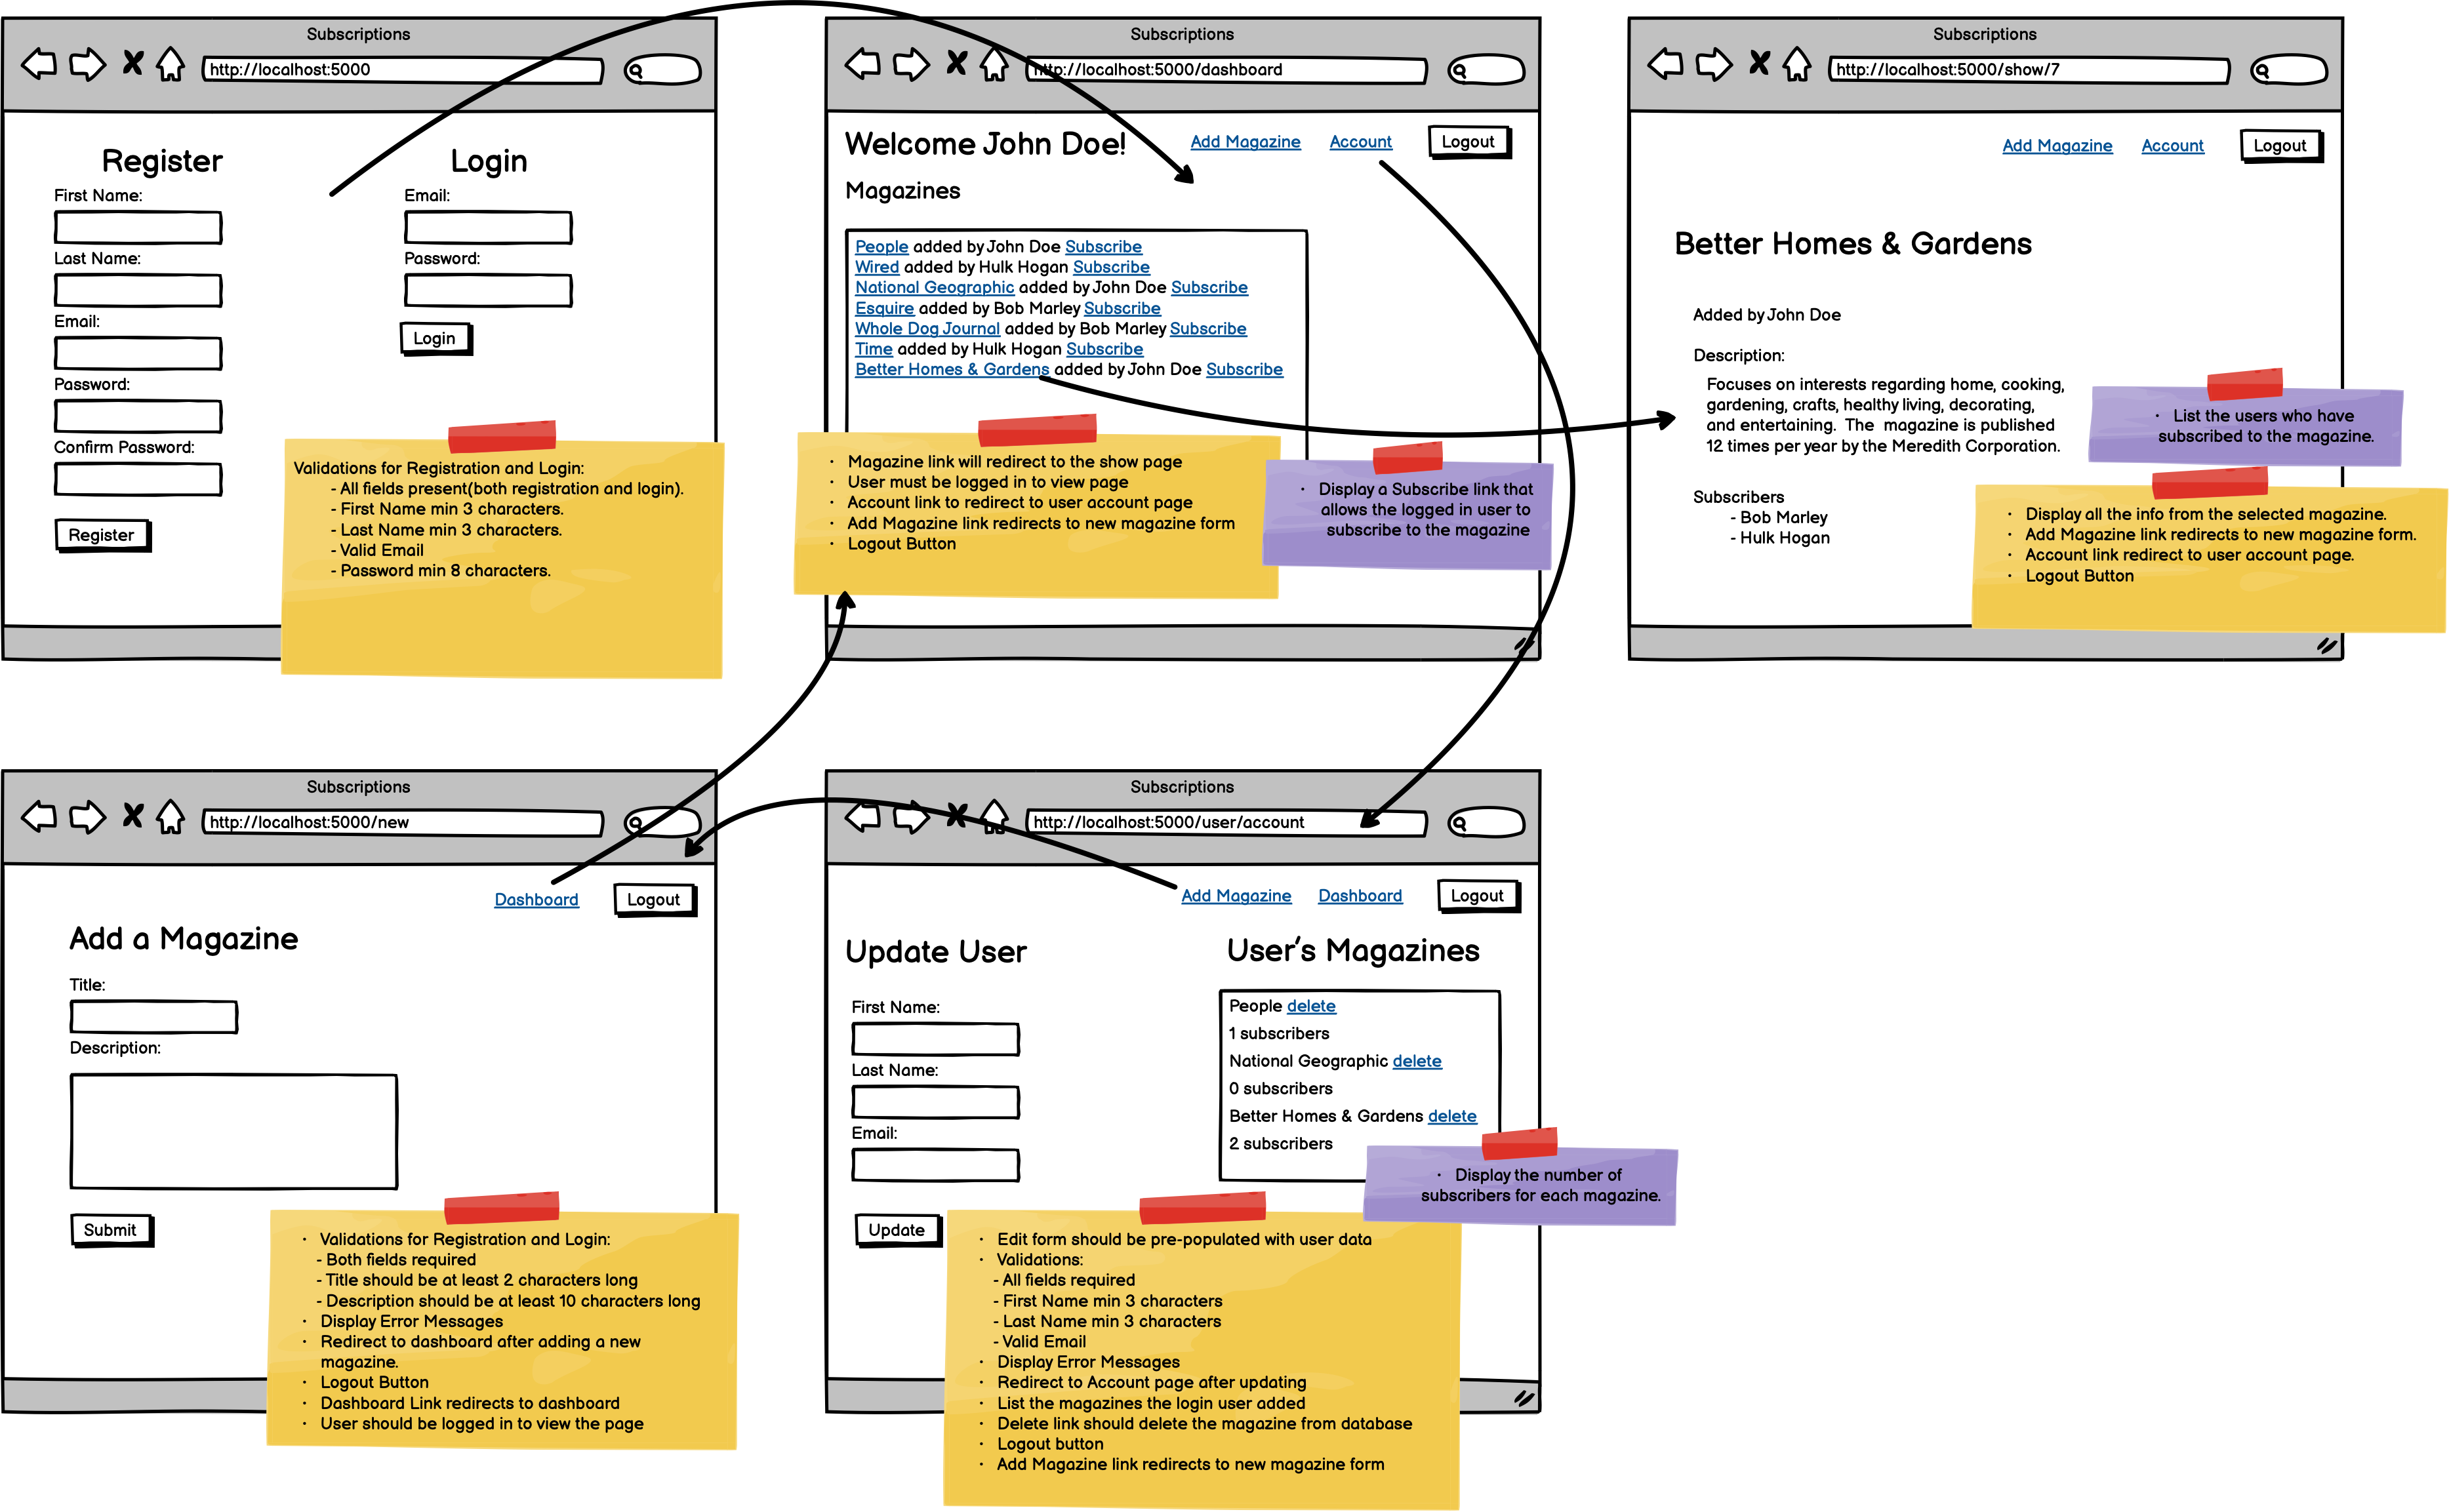 Subscriptions
http://localhost:5000
Register
First Name:
Last Name:
Email:
Password:
Confirm Password:
Register
Login
Email:
Password:
Login
Validations for Registration and Login:
- All fields present(both registration and login).
- First Name min 3 characters.
- Last Name min 3 characters.
- Valid Email
- Password min 8 characters.
Subscriptions
http://localhost:5000/dashboard
Welcome John Doe!
Add Magazine
Account
Logout
Magazines
People added by John Doe Subscribe
Wired added by Hulk Hogan Subscribe
National Geographic added by John Doe Subscribe
Esquire added by Bob Marley Subscribe
Whole Dog Journal added by Bob Marley Subscribe
Time added by Hulk Hogan Subscribe
Better Homes & Gardens added by John Doe Subscribe
• Magazine link will redirect to the show page
• User must be logged in to view page
• Account link to redirect to user account page
• Add Magazine link redirects to new magazine form
• Logout Button
• Display a Subscribe link that
allows the logged in user to
subscribe to the magazine
Subscriptions
http://localhost:5000/show/7
Add Magazine
Account
Logout
Better Homes & Gardens
Added by John Doe
Description:
Focuses on interests regarding home, cooking,
gardening, crafts, healthy living, decorating,
and entertaining. The magazine is published
12 times per year by the Meredith Corporation.
Subscribers
- Bob Marley
- Hulk Hogan
• List the users who have
subscribed to the magazine.
• Display all the info from the selected magazine.
• Add Magazine link redirects to new magazine form.
• Account link redirect to user account page.
• Logout Button
Subscriptions
http://localhost:5000/new
Dashboard
Logout
Add a Magazine
Title:
Description:
Submit
• Validations for Registration and Login:
- Both fields required
- Title should be at least 2 characters long
- Description should be at least 10 characters long
• Display Error Messages
• Redirect to dashboard after adding a new
magazine.
• Logout Button
• Dashboard Link redirects to dashboard
• User should be logged in to view the page
Subscriptions
http://localhost:5000/user/account
Add Magazine
Dashboard
Logout
Update User
First Name:
Last Name:
Email:
Update
User's Magazines
People delete
1 subscribers
National Geographic delete
0 subscribers
Better Homes & Gardens delete
2 subscribers
• Display the number of
subscribers for each magazine.
• Edit form should be pre-populated with user data
• Validations:
- All fields required
- First Name min 3 characters
- Last Name min 3 characters
- Valid Email
• Display Error Messages
• Redirect to Account page after updating
• List the magazines the login user added
• Delete link should delete the magazine from database
• Logout button
• Add Magazine link redirects to new magazine form